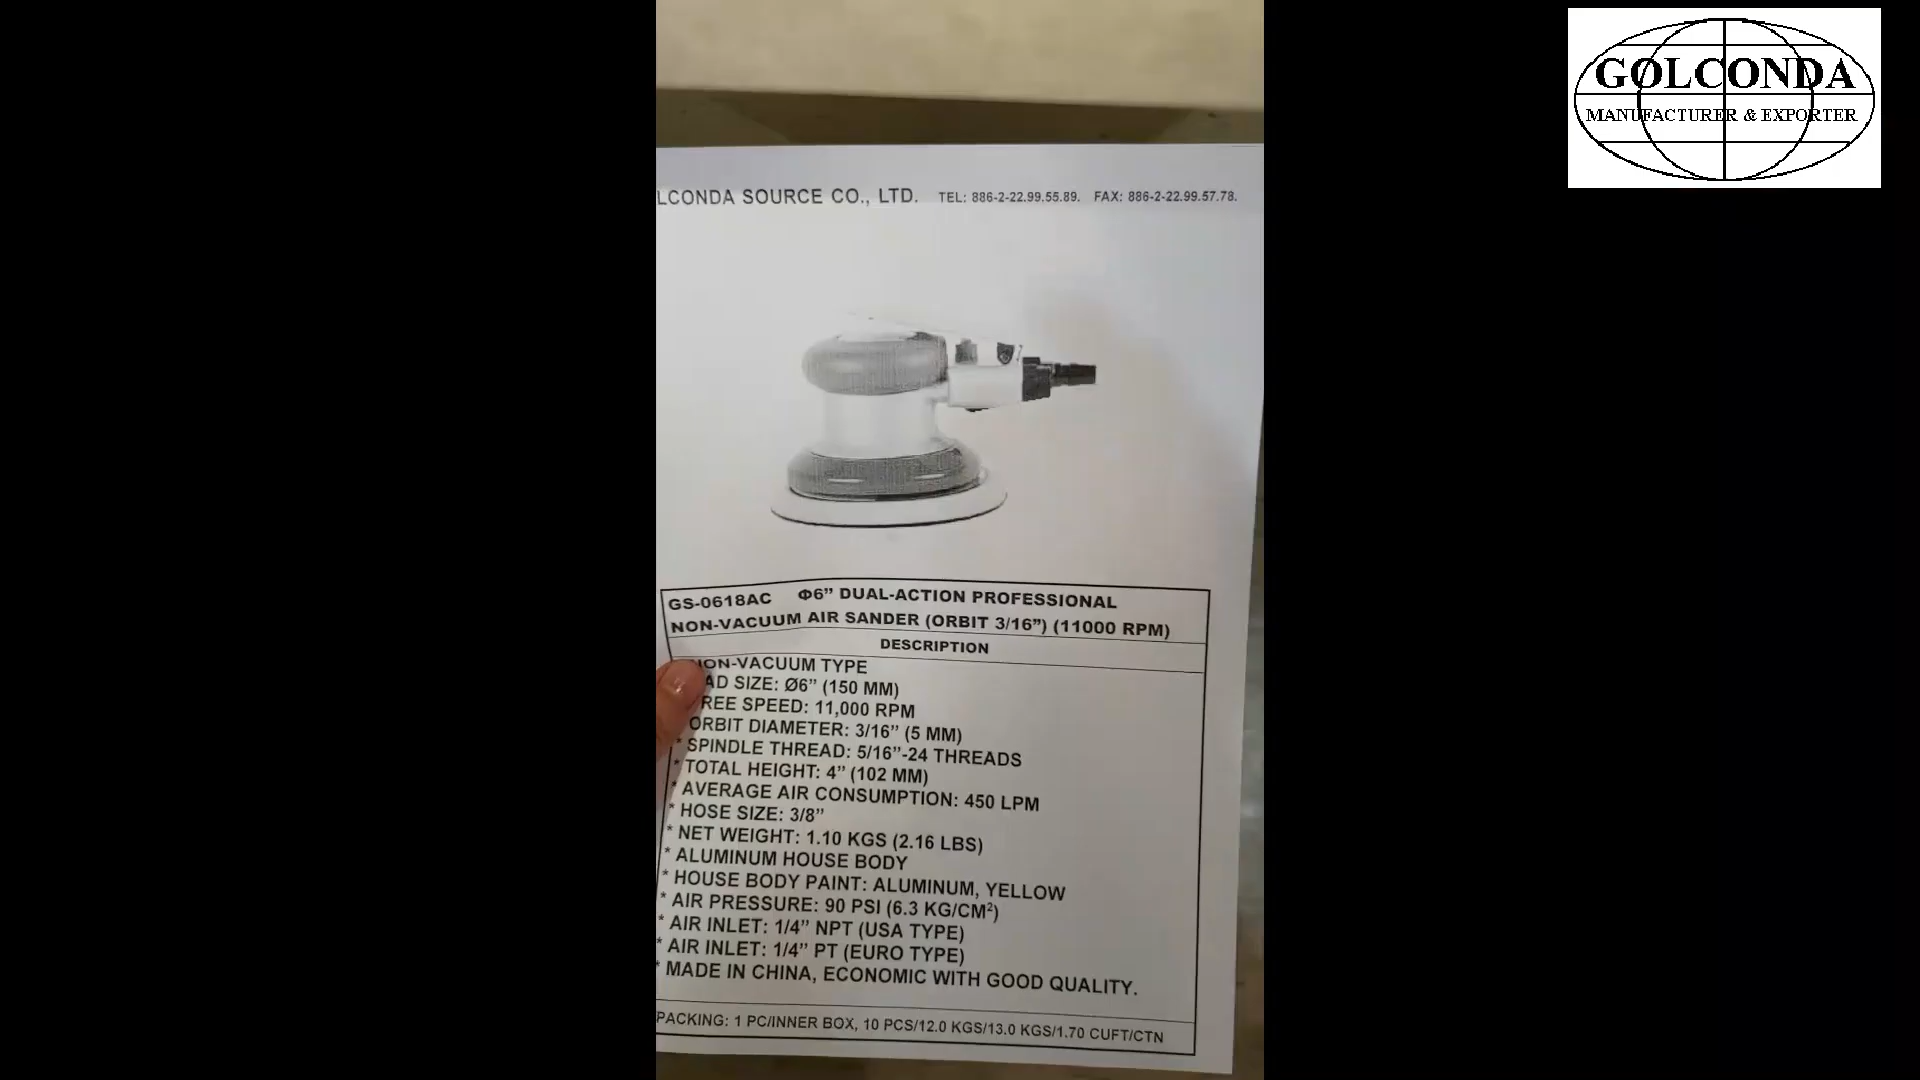 GOLCONDA
MANUFACTURER & EXPORTER
LCONDA SOURCE CO., LTD. TEL: 886-2-22.99.55.89. FAX: 886-2-22.99.57.78.
GS-0618AC Φ6” DUAL-ACTION PROFESSIONAL
NON-VACUUM AIR SANDER (ORBIT 3/16”) (11000 RPM)
DESCRIPTION
NON-VACUUM TYPE
AD SIZE: Ø6” (150 MM)
REE SPEED: 11,000 RPM
ORBIT DIAMETER: 3/16” (5 MM)
* SPINDLE THREAD: 5/16”-24 THREADS
* TOTAL HEIGHT: 4” (102 MM)
* AVERAGE AIR CONSUMPTION: 450 LPM
* HOSE SIZE: 3/8”
* NET WEIGHT: 1.10 KGS (2.16 LBS)
* ALUMINUM HOUSE BODY
* HOUSE BODY PAINT: ALUMINUM, YELLOW
* AIR PRESSURE: 90 PSI (6.3 KG/CM²)
* AIR INLET: 1/4” NPT (USA TYPE)
* AIR INLET: 1/4” PT (EURO TYPE)
* MADE IN CHINA, ECONOMIC WITH GOOD QUALITY.
PACKING: 1 PC/INNER BOX, 10 PCS/12.0 KGS/13.0 KGS/1.70 CUFT/CTN